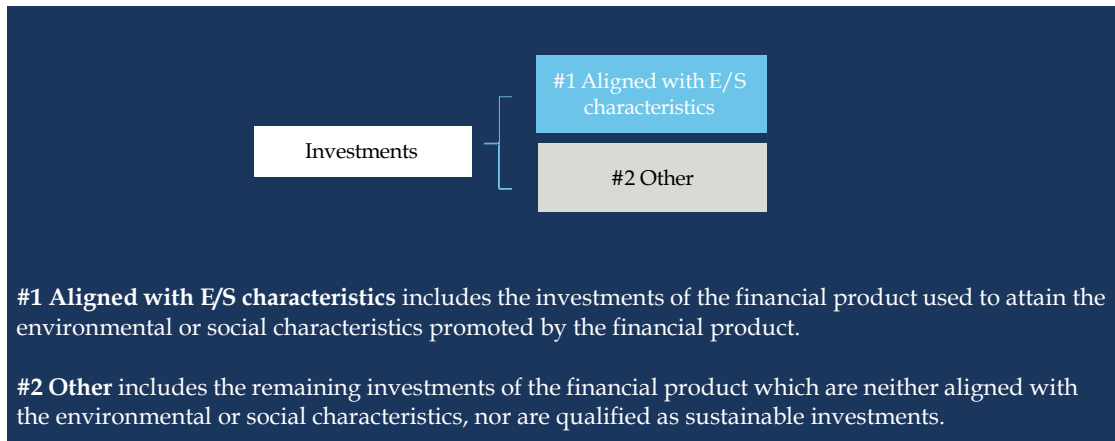 #1 Aligned with E/S
characteristics
Investments
#2 Other
#1 Aligned with E/S characteristics includes the investments of the financial product used to attain the
environmental or social characteristics promoted by the financial product.
#2 Other includes the remaining investments of the financial product which are neither aligned with
the environmental or social characteristics, nor are qualified as sustainable investments.